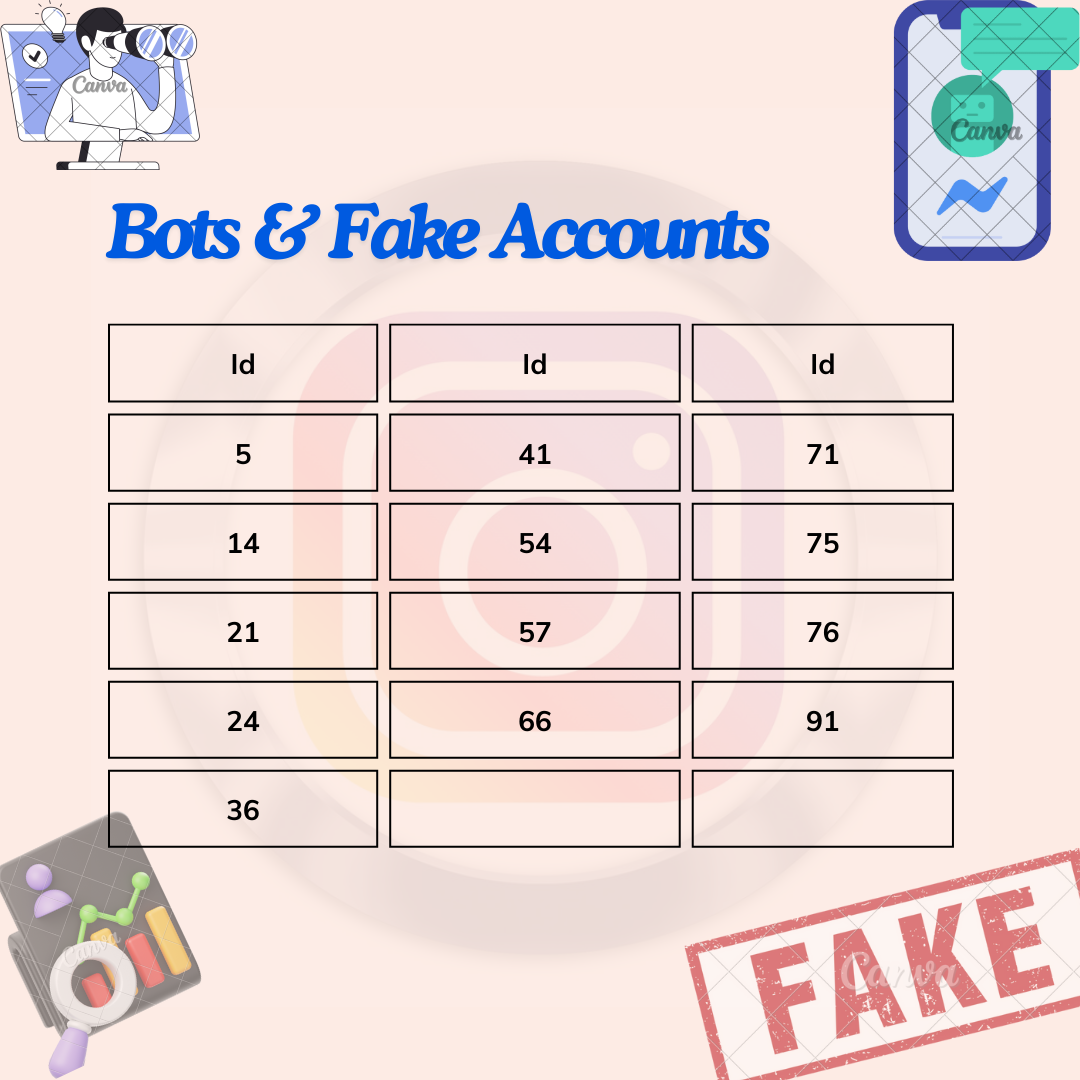 Canva
Canva
Bots & Fake Accounts
Id Id Id
5 41 71
14 54 75
21 57 76
24 66 91
36
Canva
FAKE
Canva